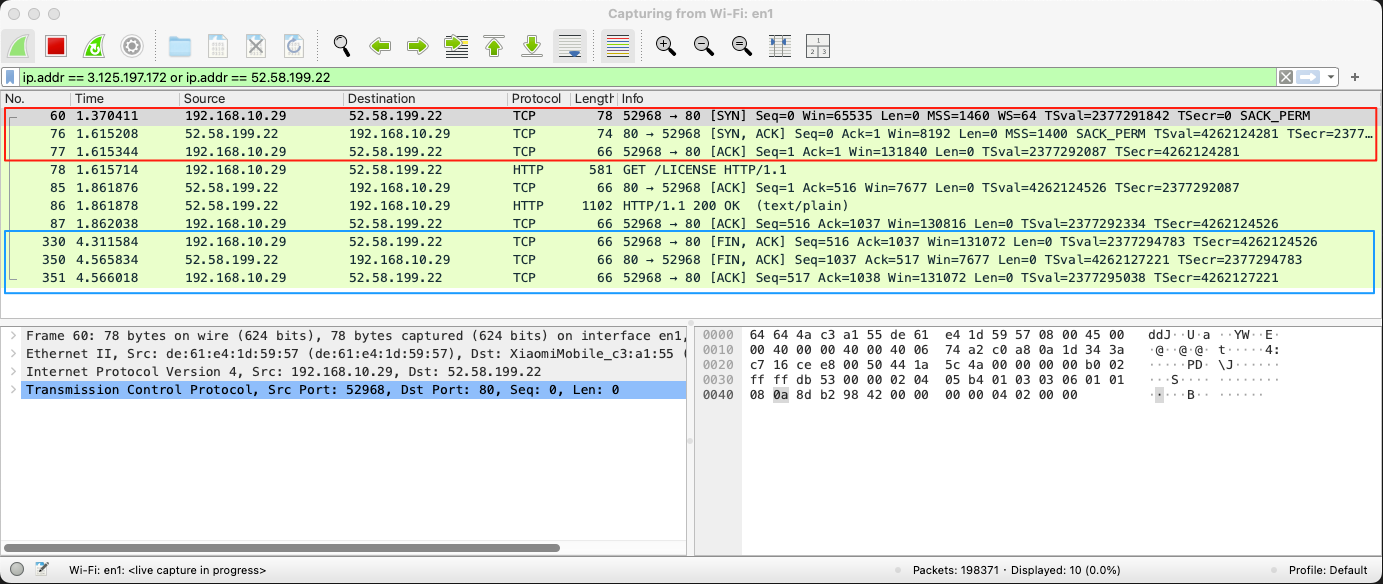 Capturing from Wi-Fi: en1
ip.addr == 3.125.197.172 or ip.addr == 52.58.199.22
No. Time Source Destination Protocol Length Info
60 1.370411 192.168.10.29 52.58.199.22 TCP 78 52968 → 80 [SYN] Seq=0 Win=65535 Len=0 MSS=1460 WS=64 TSval=2377291842 TSecr=0 SACK_PERM
76 1.615208 52.58.199.22 192.168.10.29 TCP 74 80 → 52968 [SYN, ACK] Seq=0 Ack=1 Win=8192 Len=0 MSS=1400 SACK_PERM TSval=4262124281 TSecr=2377…
77 1.615344 192.168.10.29 52.58.199.22 TCP 66 52968 → 80 [ACK] Seq=1 Ack=1 Win=131840 Len=0 TSval=2377292087 TSecr=4262124281
78 1.615714 192.168.10.29 52.58.199.22 HTTP 581 GET /LICENSE HTTP/1.1
85 1.861876 52.58.199.22 192.168.10.29 TCP 66 80 → 52968 [ACK] Seq=1 Ack=516 Win=7677 Len=0 TSval=4262124526 TSecr=2377292087
86 1.861878 52.58.199.22 192.168.10.29 HTTP 1102 HTTP/1.1 200 OK (text/plain)
87 1.862038 192.168.10.29 52.58.199.22 TCP 66 52968 → 80 [ACK] Seq=516 Ack=1037 Win=130816 Len=0 TSval=2377292334 TSecr=4262124526
330 4.311584 192.168.10.29 52.58.199.22 TCP 66 52968 → 80 [FIN, ACK] Seq=516 Ack=1037 Win=131072 Len=0 TSval=2377294783 TSecr=4262124526
350 4.565834 52.58.199.22 192.168.10.29 TCP 66 80 → 52968 [FIN, ACK] Seq=1037 Ack=517 Win=7677 Len=0 TSval=4262127221 TSecr=2377294783
351 4.566018 192.168.10.29 52.58.199.22 TCP 66 52968 → 80 [ACK] Seq=517 Ack=1038 Win=131072 Len=0 TSval=2377295038 TSecr=4262127221
Frame 60: 78 bytes on wire (624 bits), 78 bytes captured (624 bits) on interface en1,
Ethernet II, Src: de:61:e4:1d:59:57 (de:61:e4:1d:59:57), Dst: XiaomiMobile_c3:a1:55 (
Internet Protocol Version 4, Src: 192.168.10.29, Dst: 52.58.199.22
Transmission Control Protocol, Src Port: 52968, Dst Port: 80, Seq: 0, Len: 0
0000 64 64 4a c3 a1 55 de 61 e4 1d 59 57 08 00 45 00 ddJ··U·a ··YW··E·
0010 00 40 00 00 40 00 40 06 74 a2 c0 a8 0a 1d 34 3a ·@··@·@· t·····4:
0020 c7 16 ce e8 00 50 44 1a 5c 4a 00 00 00 00 b0 02 ·····PD· \J······
0030 ff ff db 53 00 00 02 04 05 b4 01 03 03 06 01 01 ···S···· ········
0040 08 0a 8d b2 98 42 00 00 00 00 04 02 00 00 ·····B·· ······
Wi-Fi: en1: <live capture in progress>
Packets: 198371 · Displayed: 10 (0.0%)
Profile: Default